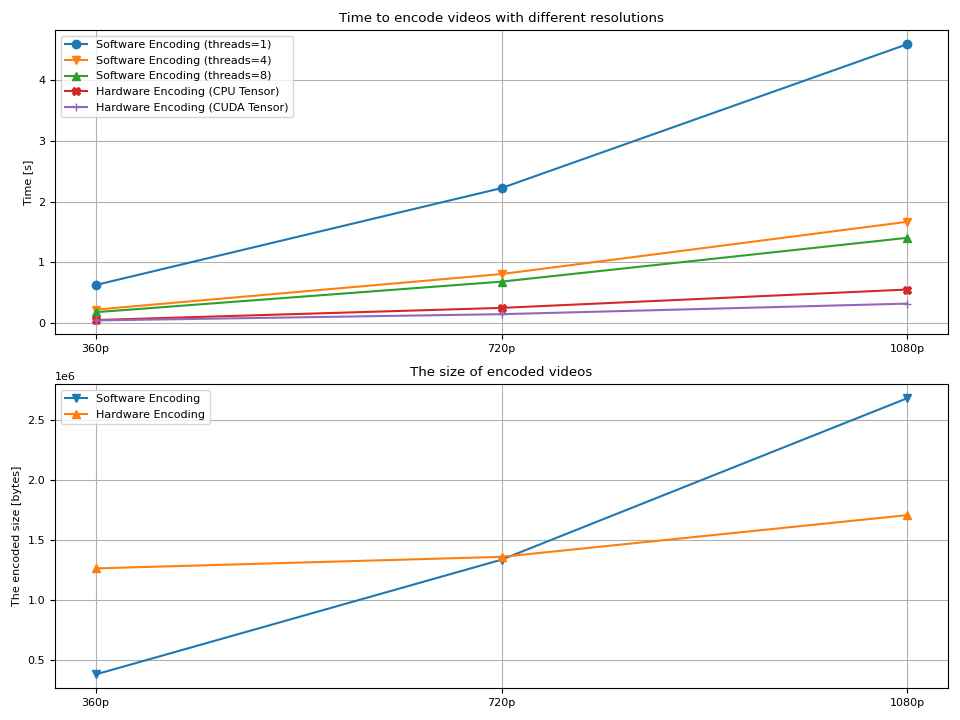 Time to encode videos with different resolutions
Software Encoding (threads=1)
Software Encoding (threads=4)
Software Encoding (threads=8)
Hardware Encoding (CPU Tensor)
Hardware Encoding (CUDA Tensor)
4
3
2
1
0
Time [s]
360p
720p
1080p
The size of encoded videos
1e6
Software Encoding
Hardware Encoding
2.5
2.0
1.5
1.0
0.5
The encoded size [bytes]
360p
720p
1080p